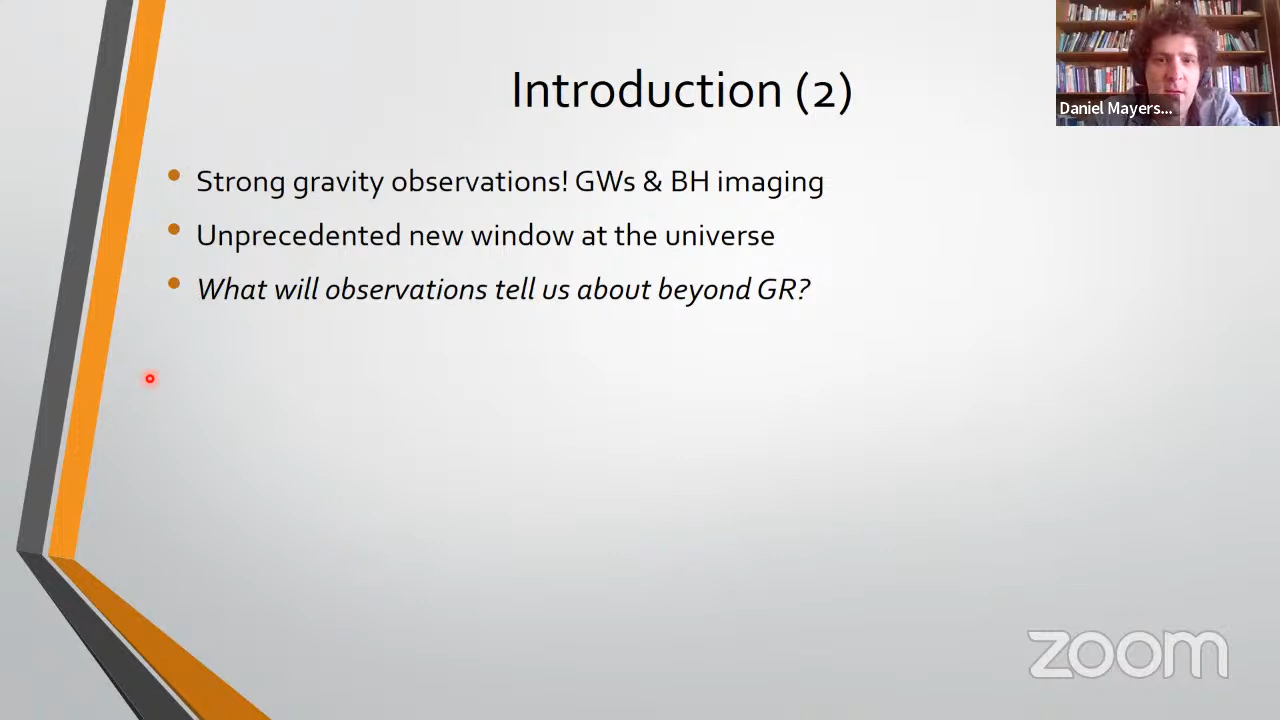 Introduction (2)
Daniel Mayers...
Strong gravity observations! GWs & BH imaging
Unprecedented new window at the universe
What will observations tell us about beyond GR?
zoom